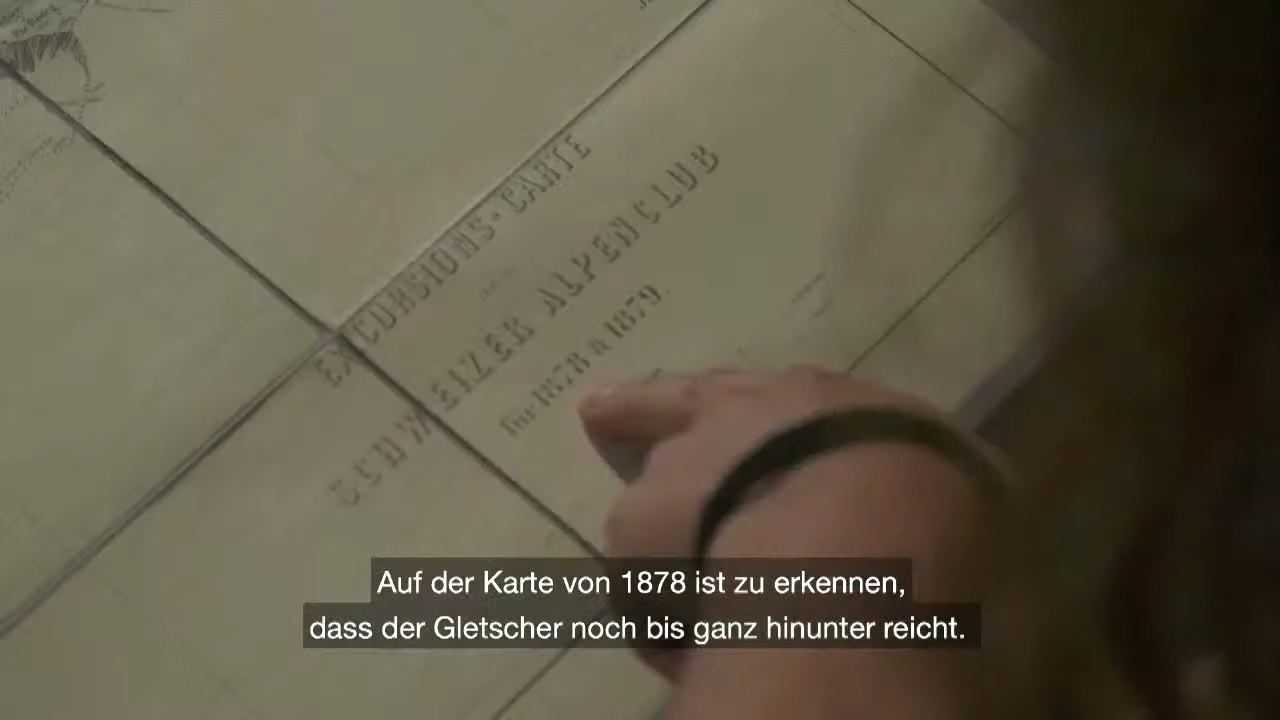 EXCURSIONS-CARTE
SCHWEIZER ALPENCLUB
für 1878 u 1879.
Auf der Karte von 1878 ist zu erkennen,
dass der Gletscher noch bis ganz hinunter reicht.